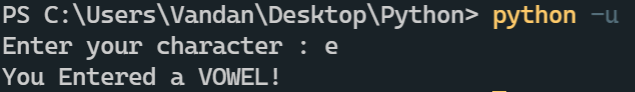 PS C:\Users\Vandan\Desktop\Python> python -u
Enter your character : e
You Entered a VOWEL!